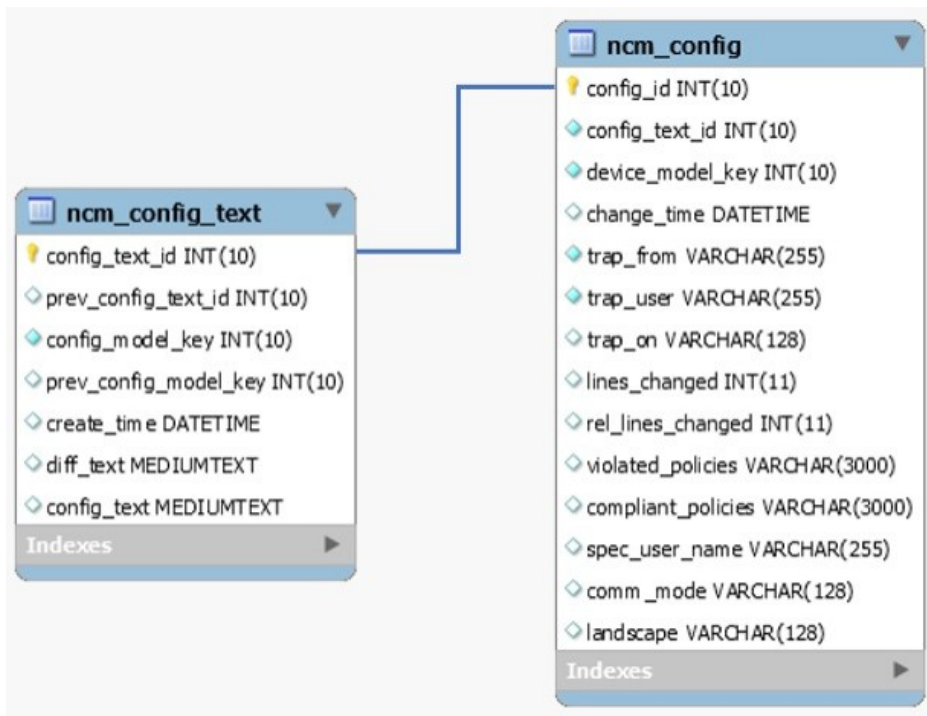 ncm_config_text
config_text_id INT(10)
prev_config_text_id INT(10)
config_model_key INT(10)
prev_config_model_key INT(10)
create_time DATETIME
diff_text MEDIUMTEXT
config_text MEDIUMTEXT
Indexes
ncm_config
config_id INT(10)
config_text_id INT(10)
device_model_key INT(10)
change_time DATETIME
trap_from VARCHAR(255)
trap_user VARCHAR(255)
trap_on VARCHAR(128)
lines_changed INT(11)
rel_lines_changed INT(11)
violated_policies VARCHAR(3000)
compliant_policies VARCHAR(3000)
spec_user_name VARCHAR(255)
comm_mode VARCHAR(128)
landscape VARCHAR(128)
Indexes